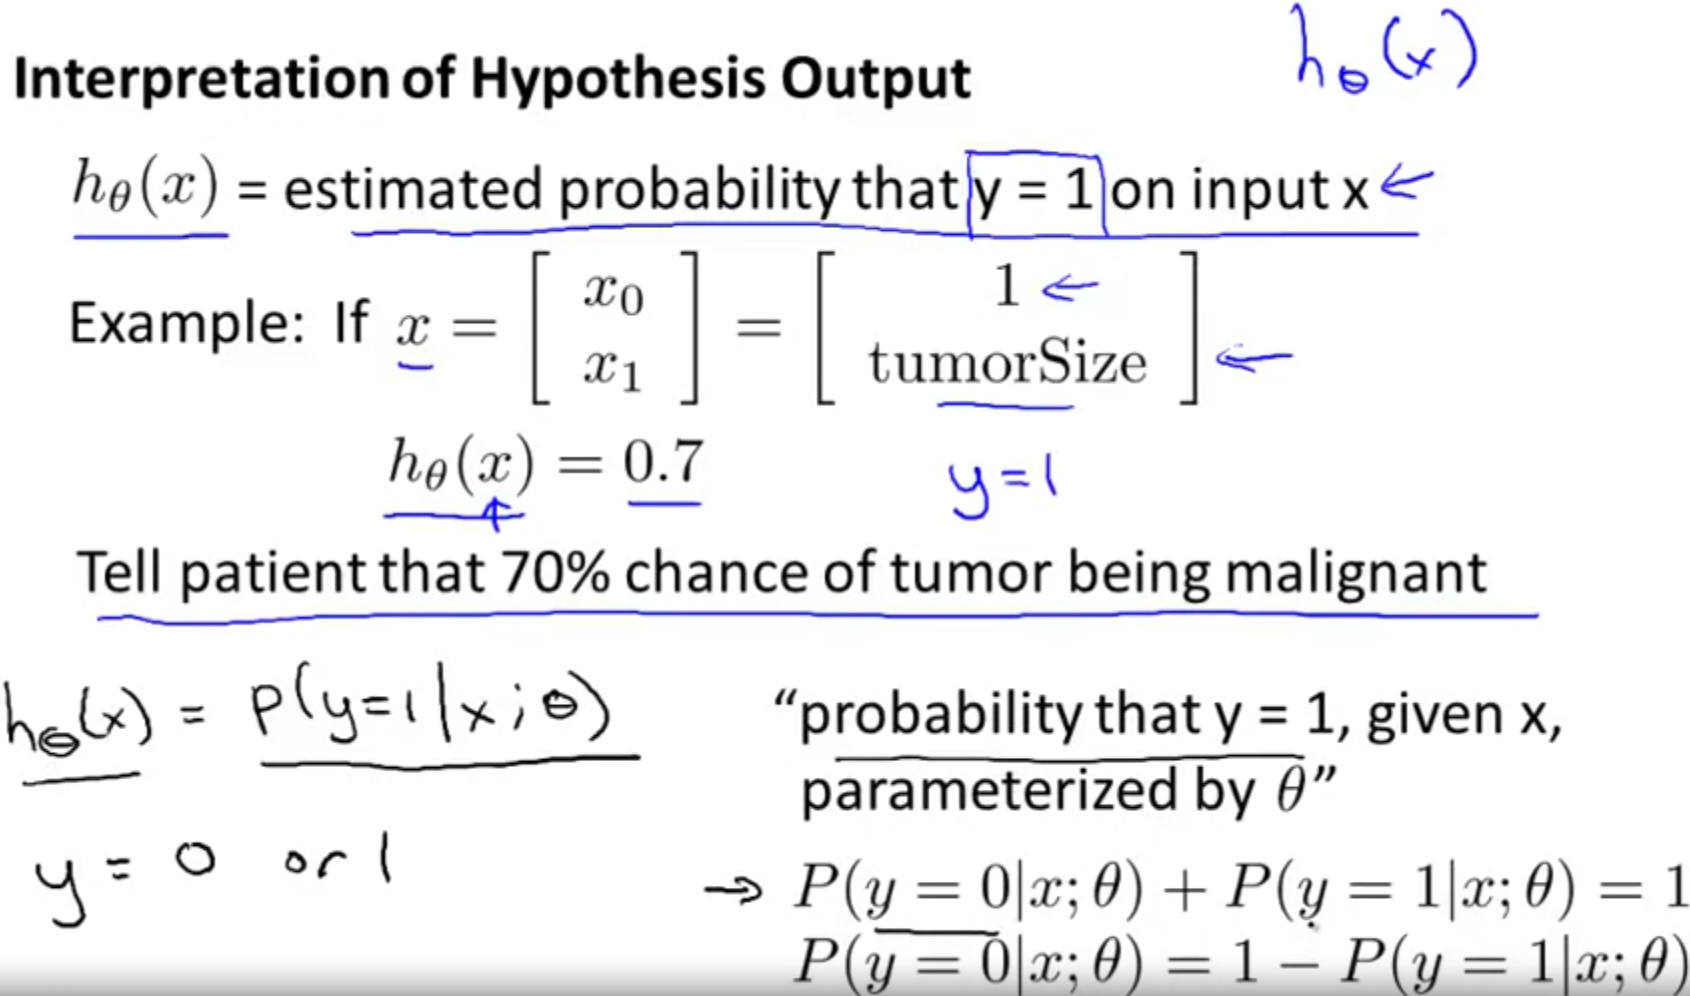 hθ(x)
Interpretation of Hypothesis Output
hθ(x) = estimated probability that y = 1 on input x ←
Example: If x = [ x0 x1 ] = [ 1 ← tumorSize ] ←
hθ(x) = 0.7
y=1
Tell patient that 70% chance of tumor being malignant
hθ(x) = P(y=1|x;θ)
“probability that y = 1, given x,
parameterized by θ”
y = 0 or 1
→ P(y = 0|x; θ) + P(y = 1|x; θ) = 1
P(y = 0|x; θ) = 1 − P(y = 1|x; θ)